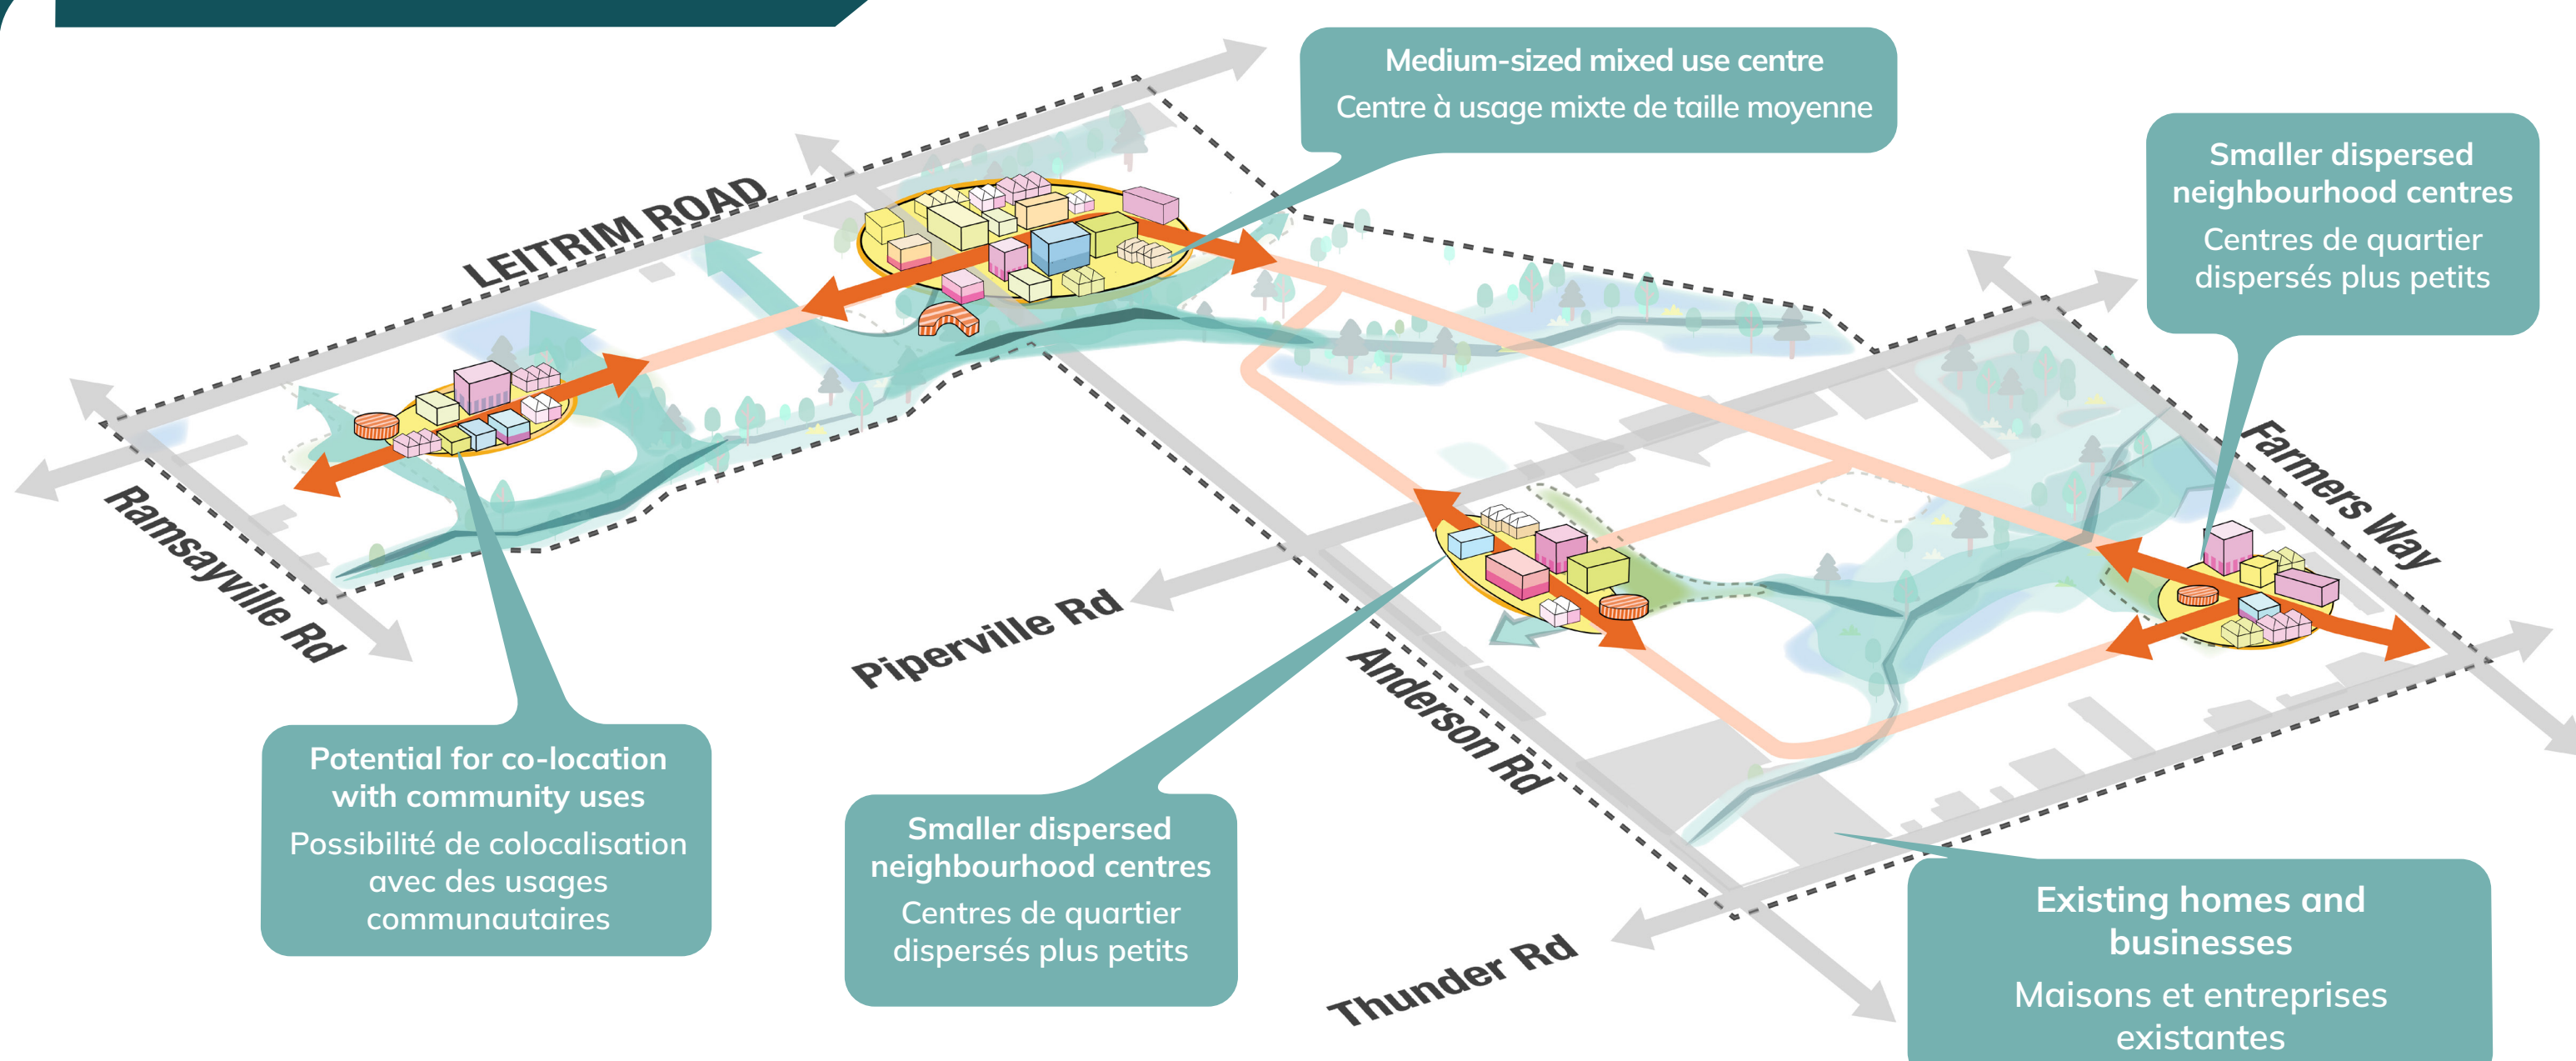 Medium-sized mixed use centre
Centre à usage mixte de taille moyenne
Smaller dispersed
neighbourhood centres
Centres de quartier
dispersés plus petits
LEITRIM ROAD
Farmers Way
Ramsayville Rd
Piperville Rd
Anderson Rd
Potential for co-location
with community uses
Possibilité de colocalisation
avec des usages
communautaires
Smaller dispersed
neighbourhood centres
Centres de quartier
dispersés plus petits
Thunder Rd
Existing homes and
businesses
Maisons et entreprises
existantes